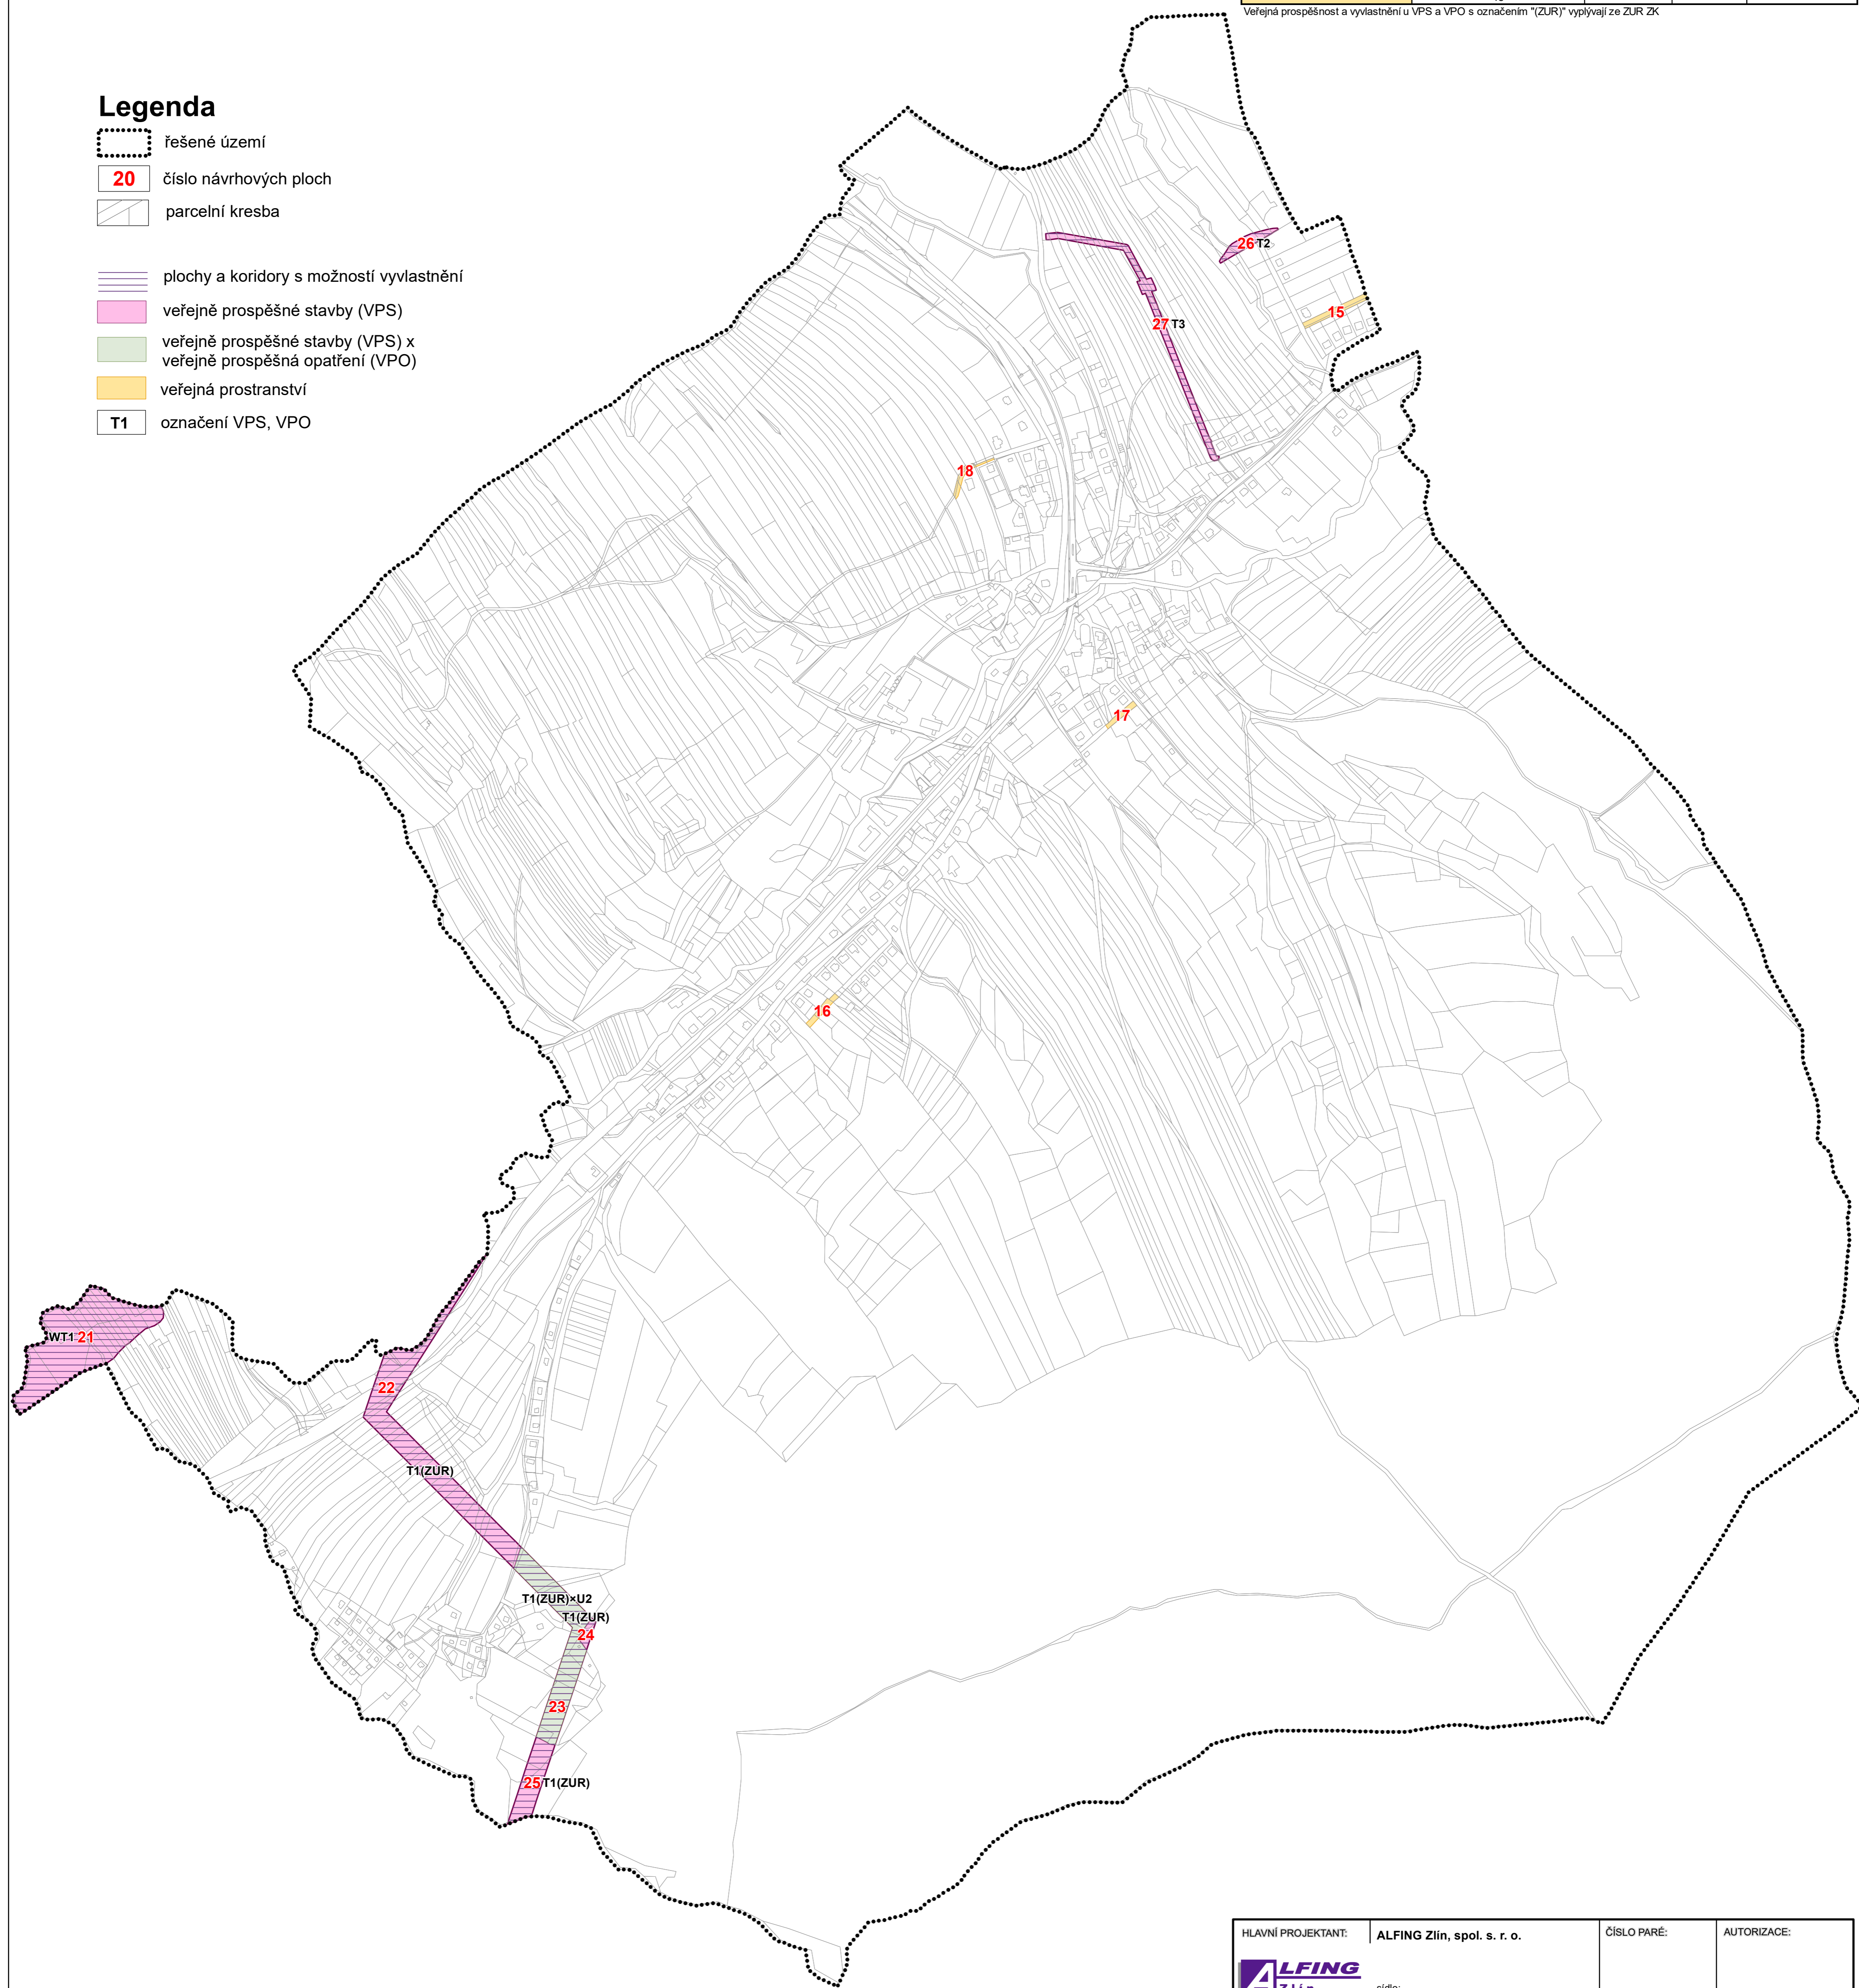 Veřejná prospěšnost a vyvlastnění u VPS a VPO s označením "(ZUR)" vyplývají ze ZUR ZK
Legenda
řešené území
20 číslo návrhových ploch
parcelní kresba
plochy a koridory s možností vyvlastnění
veřejně prospěšné stavby (VPS)
veřejně prospěšné stavby (VPS) x
veřejně prospěšná opatření (VPO)
veřejná prostranství
T1 označení VPS, VPO
26 T2
15
27 T3
18
17
16
WT1 21
22
T1(ZUR)
T1(ZUR)×U2
T1(ZUR)
24
23
25 T1(ZUR)
HLAVNÍ PROJEKTANT: ALFING Zlín, spol. s. r. o. ČÍSLO PARÉ: AUTORIZACE:
ALFING